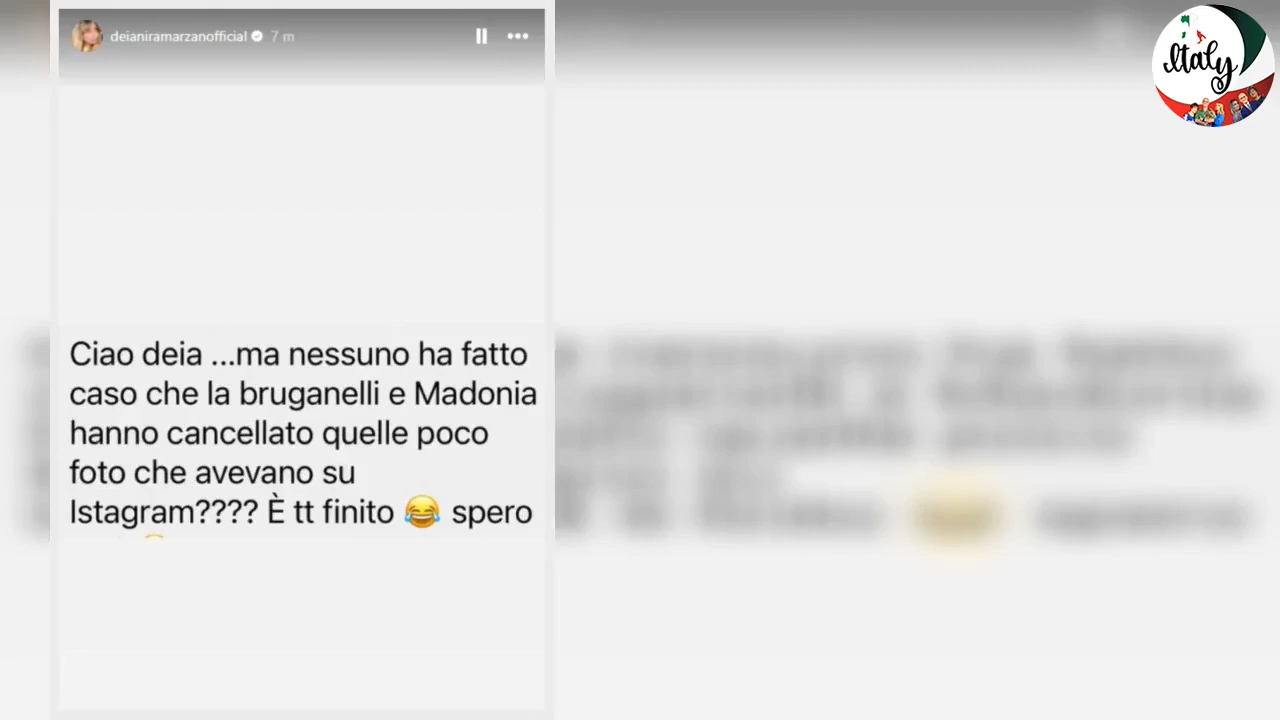 deianiramarzanofficial 7 m
Italy
Ciao deia ...ma nessuno ha fatto
caso che la bruganelli e Madonia
hanno cancellato quelle poco
foto che avevano su
Istagram???? È tt finito 😂 spero